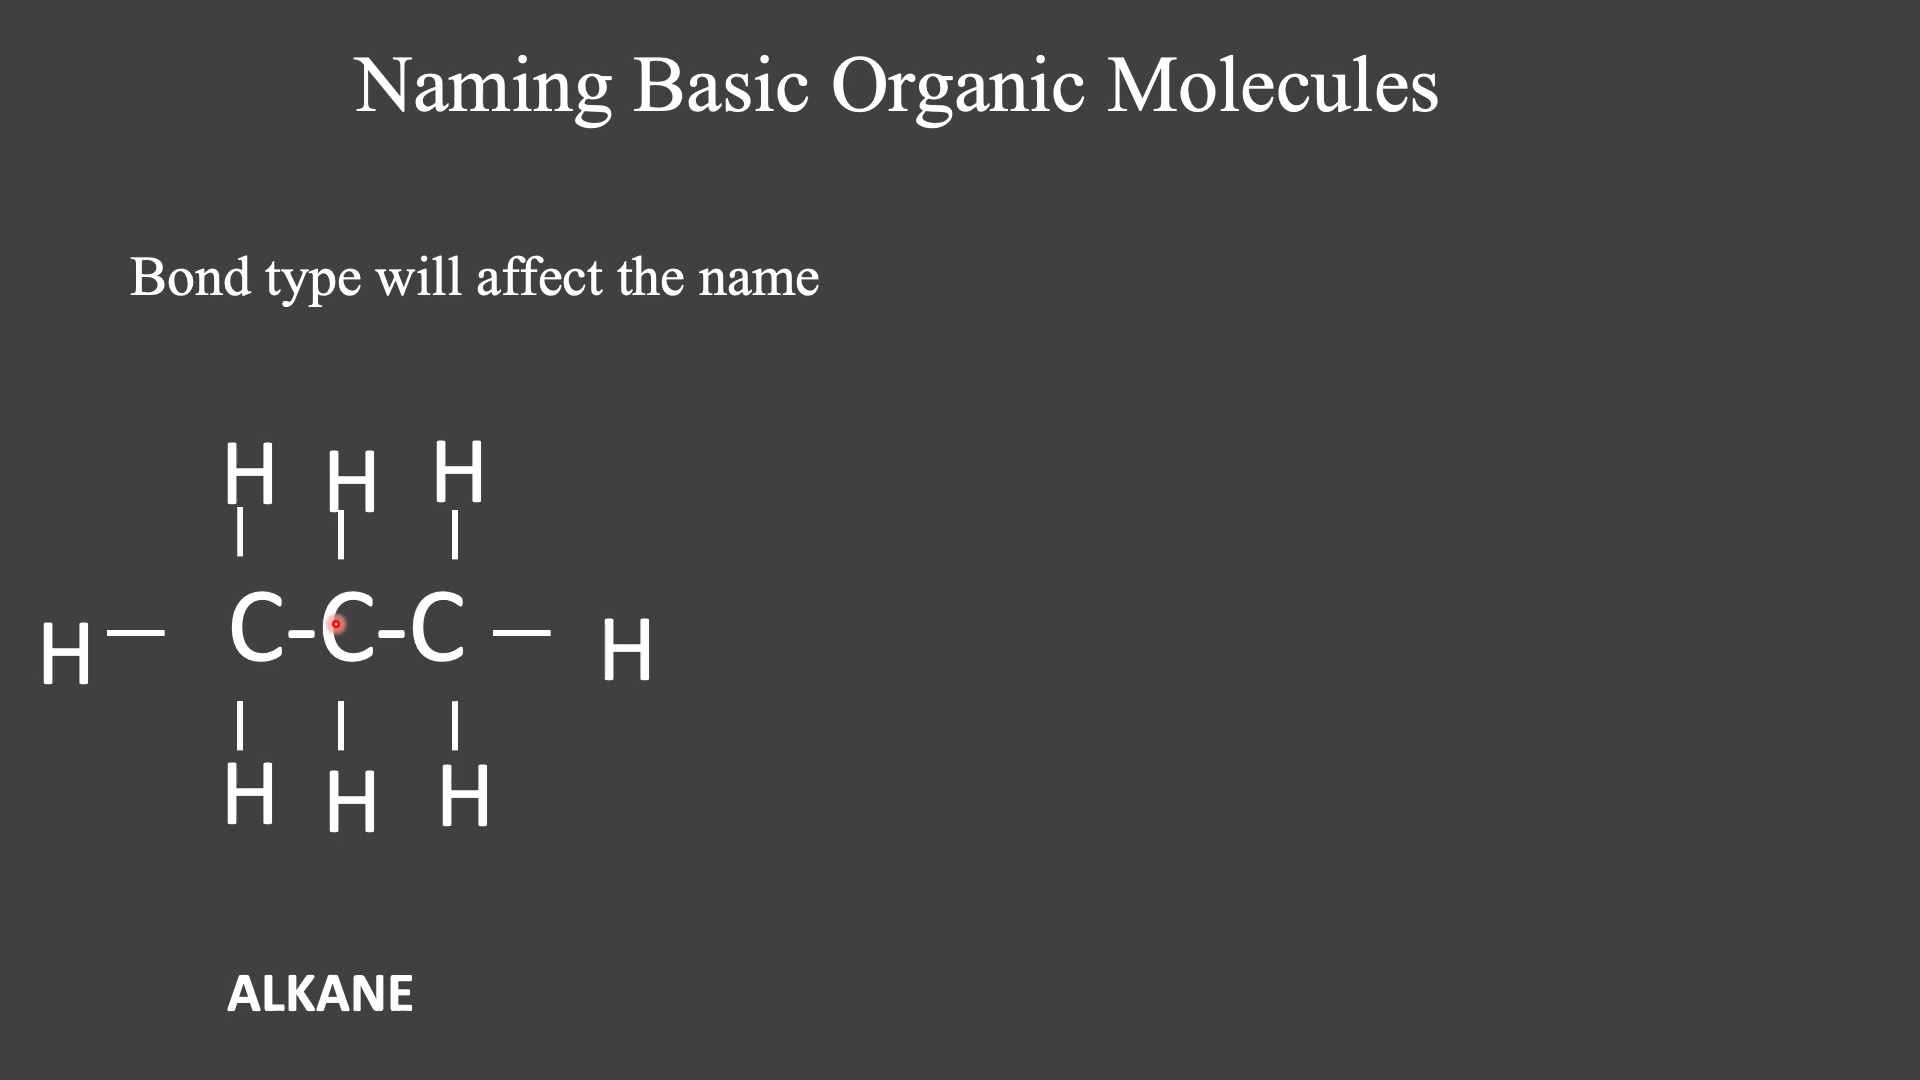 Naming Basic Organic Molecules
Bond type will affect the name
H H H
H — C-C-C — H
H H H
ALKANE